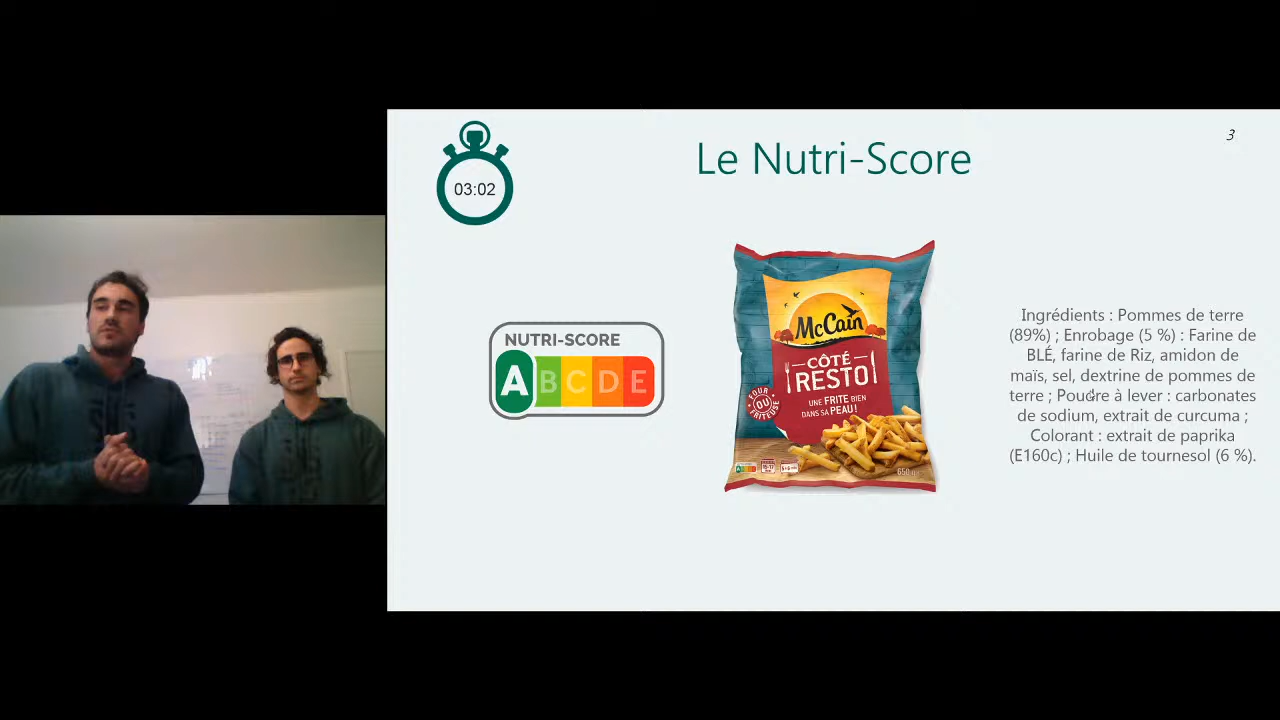 3
Le Nutri-Score
03:02
NUTRI-SCORE
A B C D E
McCain
CÔTÉ
RESTO
UNE FRITE BIEN
DANS SA PEAU!
FOUR
OU
FRITEUSE
650
Ingrédients : Pommes de terre
(89%) ; Enrobage (5 %) : Farine de
BLÉ, farine de Riz, amidon de
maïs, sel, dextrine de pommes de
terre ; Poudre à lever : carbonates
de sodium, extrait de curcuma ;
Colorant : extrait de paprika
(E160c) ; Huile de tournesol (6 %).